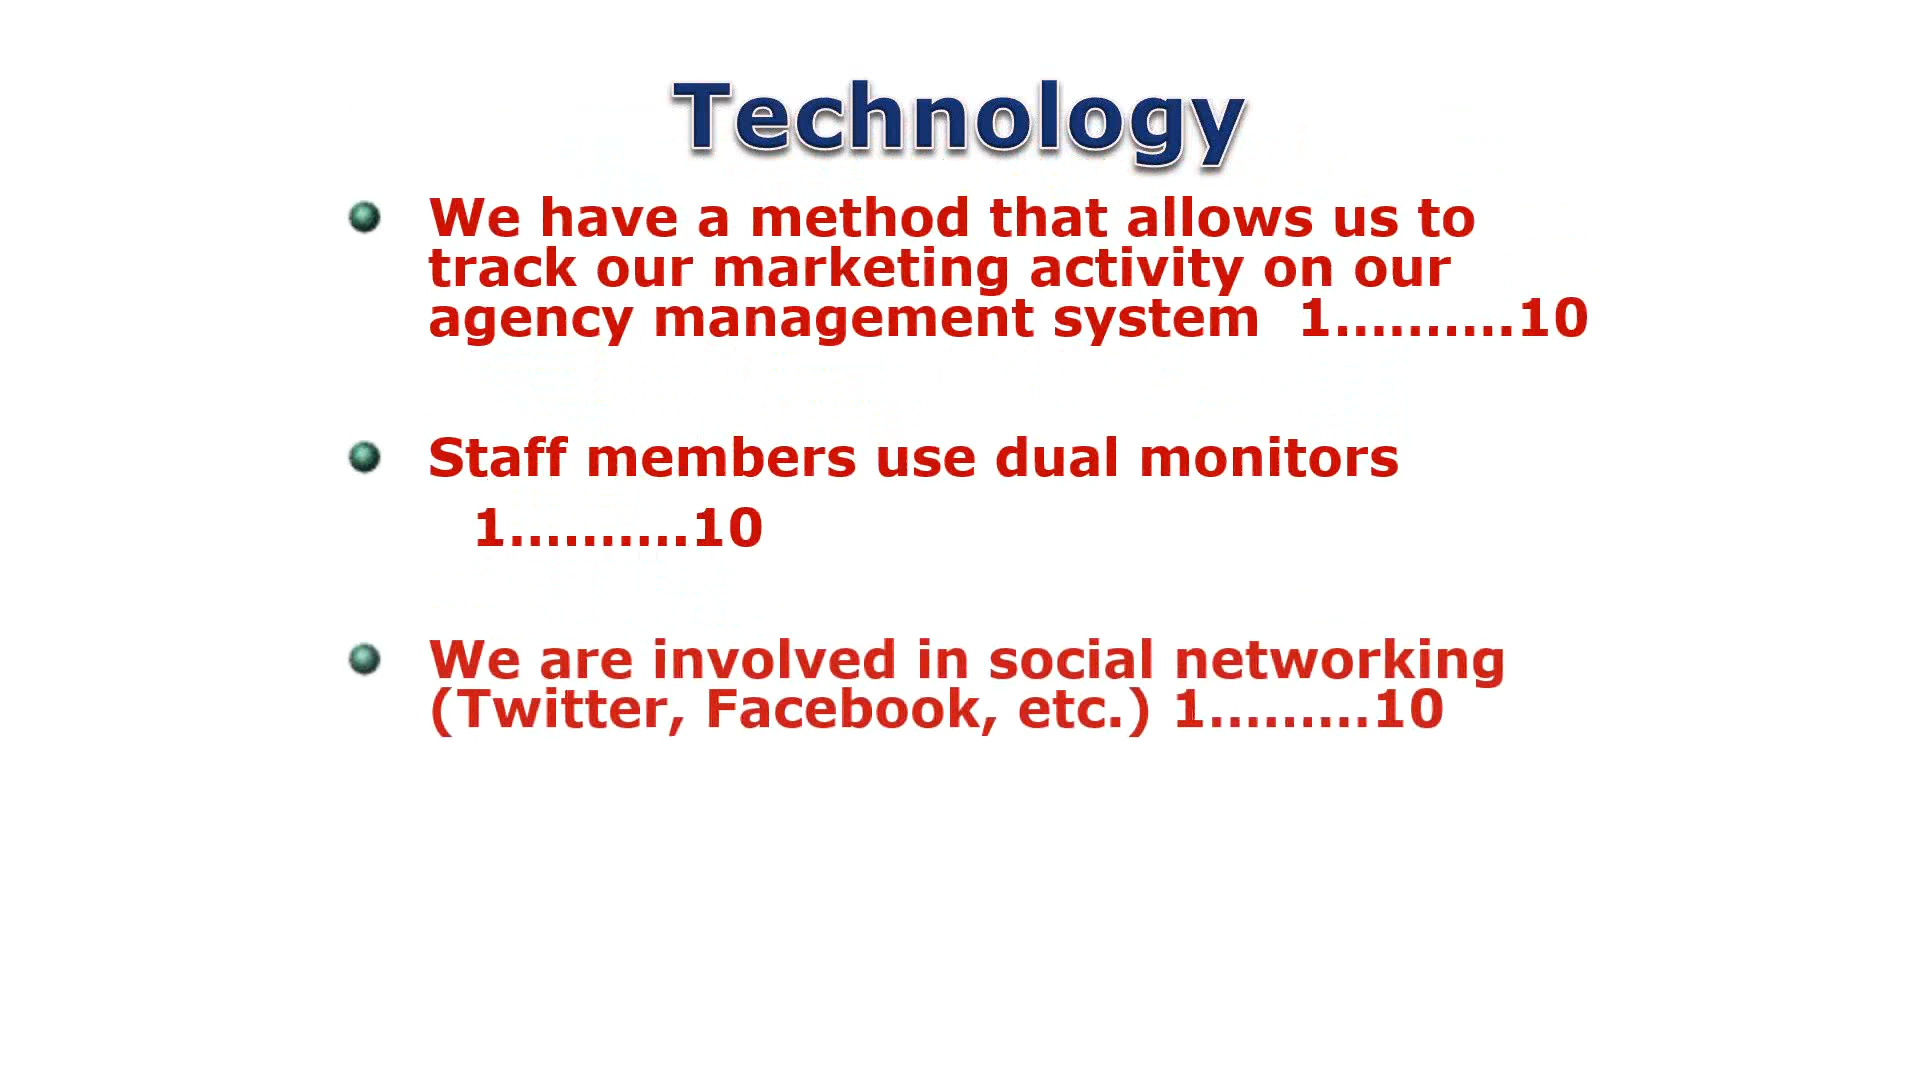 Technology
We have a method that allows us to
track our marketing activity on our
agency management system  1..........10
Staff members use dual monitors
1..........10
We are involved in social networking
(Twitter, Facebook, etc.) 1.........10